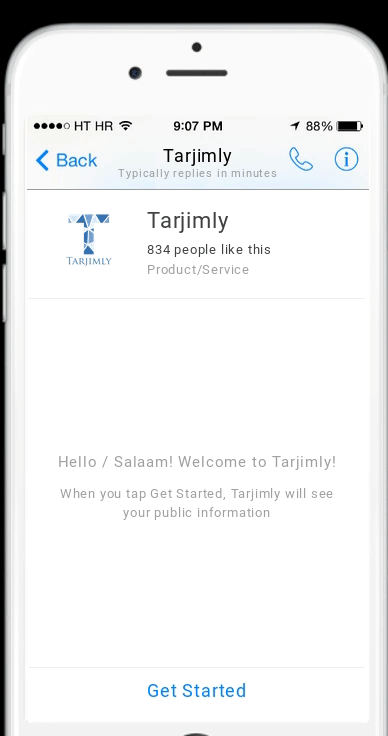 HT HR 9:07 PM 88%
Back Tarjimly
Typically replies in minutes
Tarjimly
834 people like this
Product/Service
TARJIMLY
Hello / Salaam! Welcome to Tarjimly!
When you tap Get Started, Tarjimly will see
your public information
Get Started